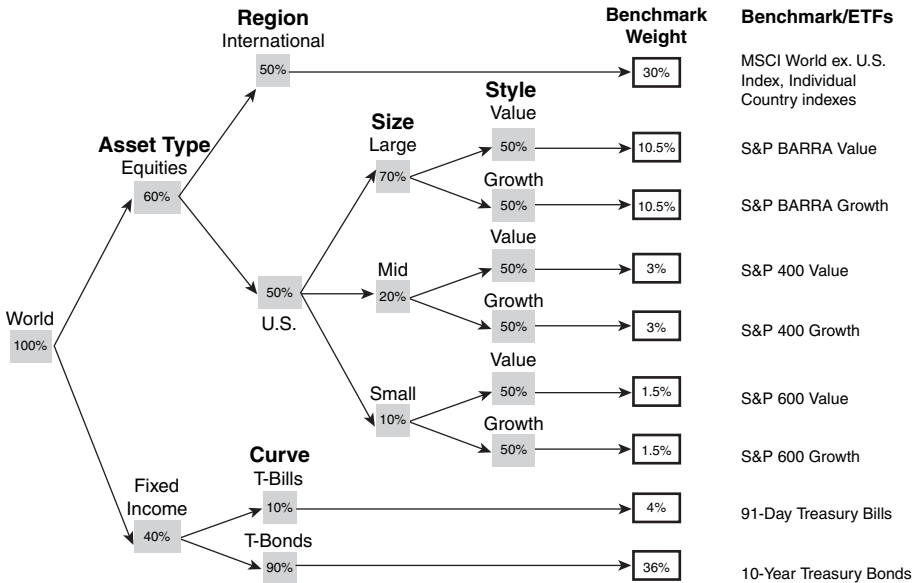 Region
International
50%
Benchmark
Weight
30%
Benchmark/ETFs
MSCI World ex. U.S.
Index, Individual
Country indexes
Asset Type
Equities
60%
Size
Large
70%
Style
Value
50%
10.5%
S&P BARRA Value
Growth
50%
10.5%
S&P BARRA Growth
World
100%
50%
U.S.
Mid
20%
Value
50%
3%
S&P 400 Value
Growth
50%
3%
S&P 400 Growth
Small
10%
Value
50%
1.5%
S&P 600 Value
Growth
50%
1.5%
S&P 600 Growth
Fixed
Income
40%
Curve
T-Bills
10%
4%
91-Day Treasury Bills
T-Bonds
90%
36%
10-Year Treasury Bonds